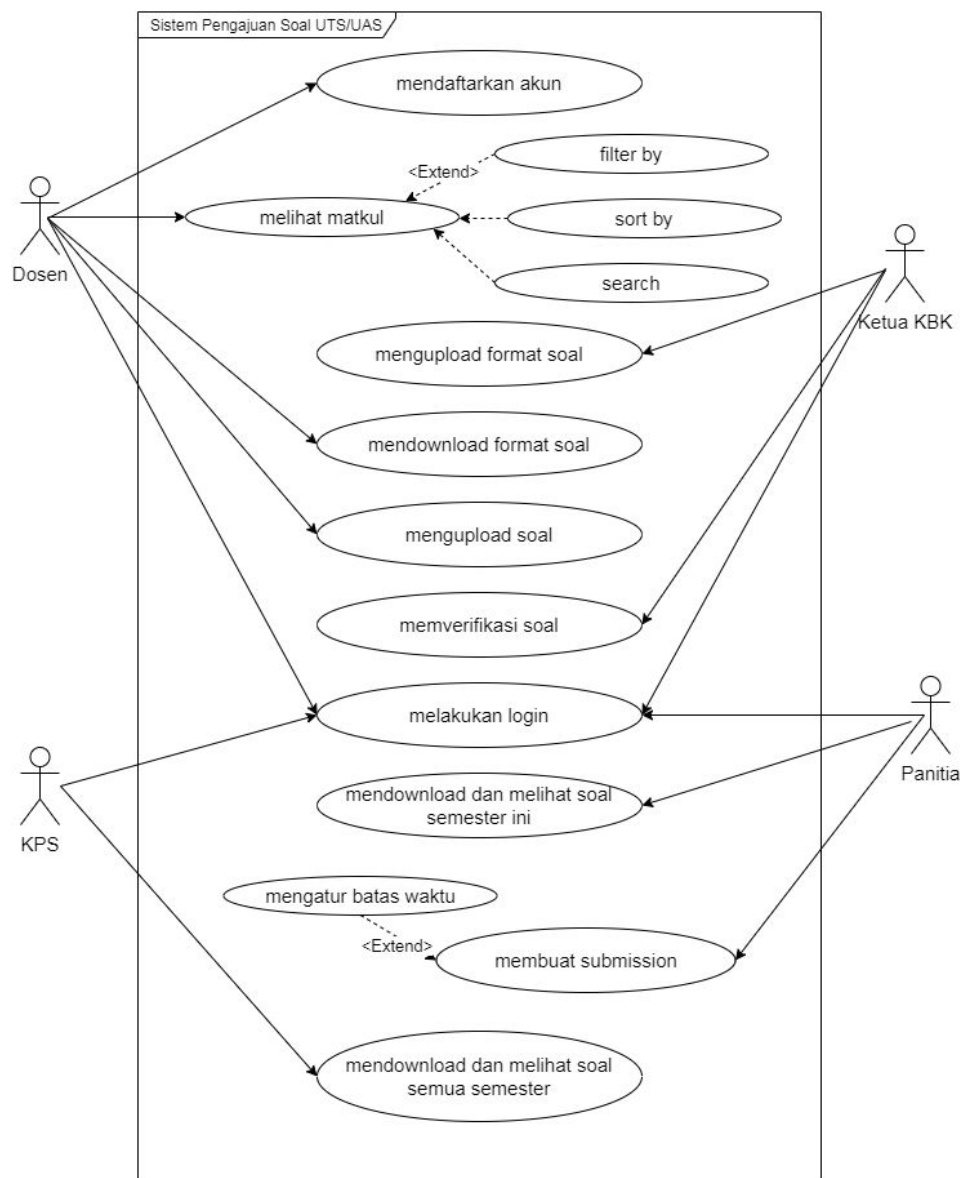 Sistem Pengajuan Soal UTS/UAS
mendaftarkan akun
filter by
<Extend>
melihat matkul
sort by
Dosen
search
Ketua KBK
mengupload format soal
mendownload format soal
mengupload soal
memverifikasi soal
melakukan login
Panitia
mendownload dan melihat soal
semester ini
KPS
mengatur batas waktu
<Extend>
membuat submission
mendownload dan melihat soal
semua semester